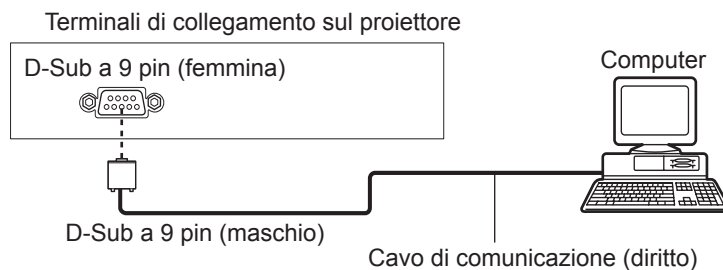 Terminali di collegamento sul proiettore
D-Sub a 9 pin (femmina)
Computer
D-Sub a 9 pin (maschio)
Cavo di comunicazione (diritto)